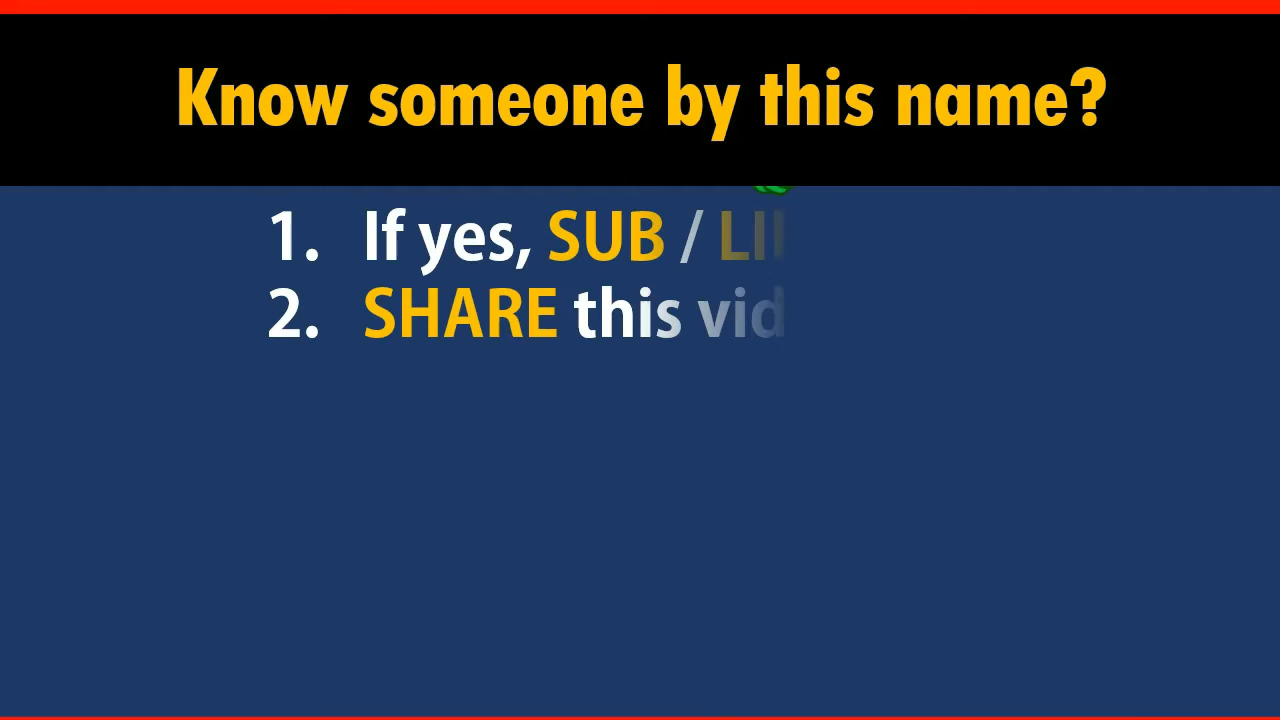 Know someone by this name?
1. If yes, SUB /
2. SHARE this